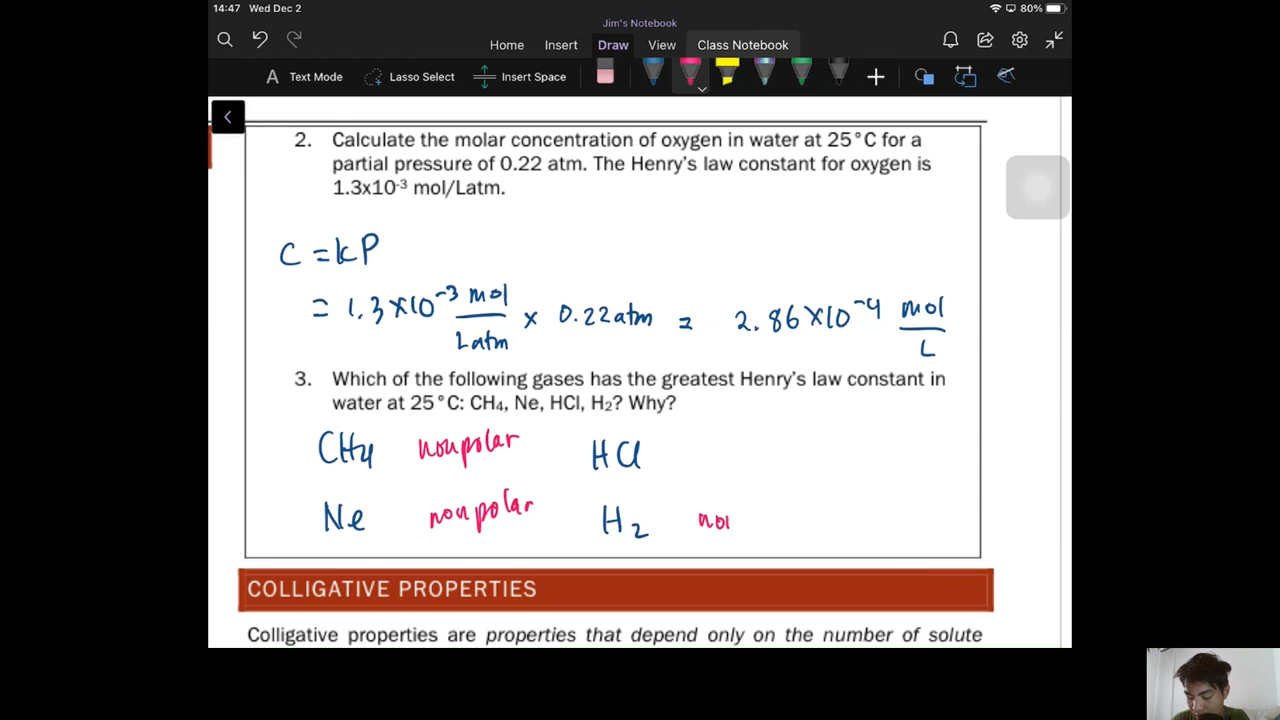 14:47 Wed Dec 2
80%
Jim's Notebook
Home Insert Draw View Class Notebook
Text Mode Lasso Select Insert Space
2. Calculate the molar concentration of oxygen in water at 25°C for a
partial pressure of 0.22 atm. The Henry's law constant for oxygen is
1.3x10-3 mol/Latm.
C = kP
= 1.3×10⁻³ mol/Latm × 0.22atm = 2.86×10⁻⁴ mol/L
3. Which of the following gases has the greatest Henry's law constant in
water at 25°C: CH4, Ne, HCl, H2? Why?
CH4 nonpolar HCl
Ne nonpolar H2 non
COLLIGATIVE PROPERTIES
Colligative properties are properties that depend only on the number of solute